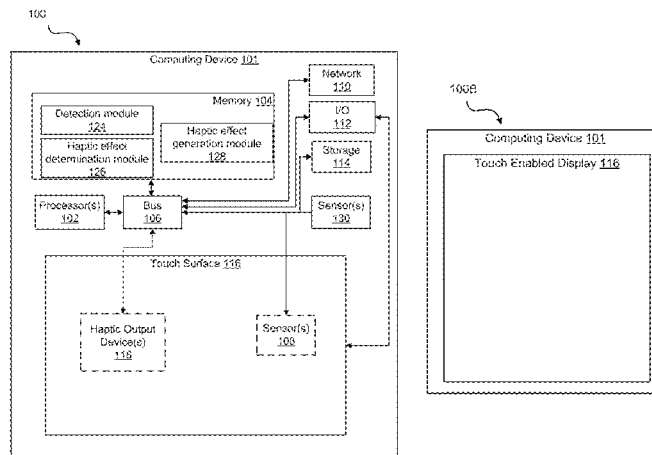 100
Computing Device 101
Memory 104
Detection module
124
Haptic effect
determination module
126
Haptic effect
generation module
128
Network
110
I/O
112
Storage
114
Processor(s)
102
Bus
106
Sensor(s)
130
Touch Surface 116
Haptic Output
Device(s)
118
Sensor(s)
108
100B
Computing Device 101
Touch Enabled Display 116